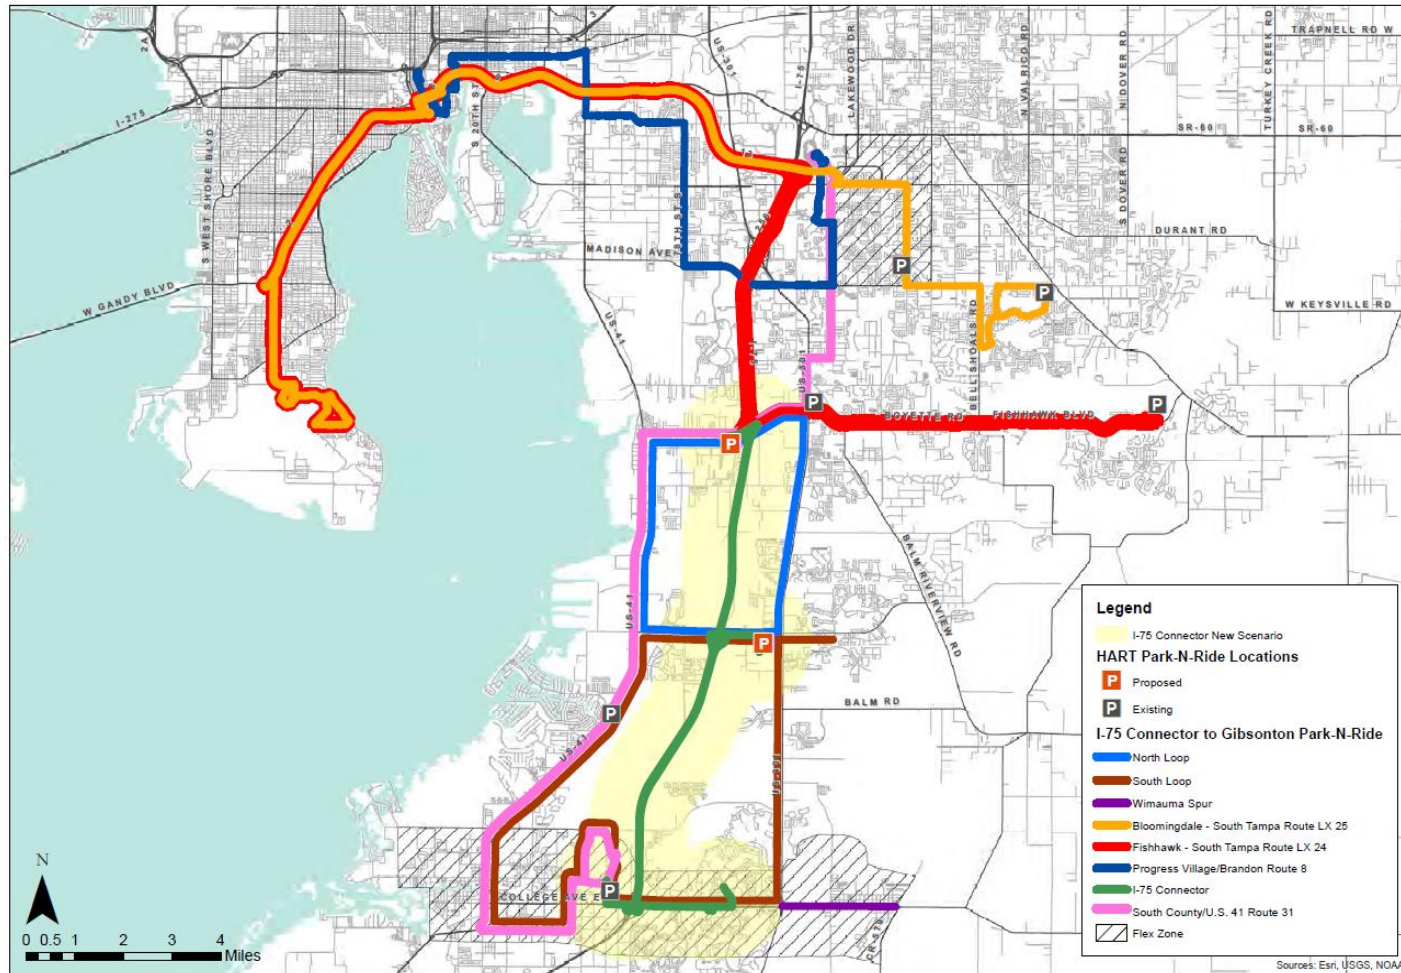 TRAPNELL RD W
2A
3
US-301
I-75
LAKEWOOD DR
N VALRICO RD
N DOVER RD
TURKEY CREEK RD
I-275
S 20TH ST
SR-60
SR-60
S WEST SHORE BLVD
78TH ST S
S DOVER RD
DURANT RD
MADISON AVE
W GANDY BLVD
W KEYSVILLE RD
US-41
BELL SHOALS RD
I-75
US-301
BOYETTE RD
FISHHAWK BLVD
P
P
P
P
P
P
P
P
BALM RIVERVIEW RD
US-41
BALM RD
US-41
US-301
COLLEGE AVE E
CR-579
N
0 0.5 1 2 3 4
Miles
Legend
I-75 Connector New Scenario
HART Park-N-Ride Locations
P Proposed
P Existing
I-75 Connector to Gibsonton Park-N-Ride
North Loop
South Loop
Wimauma Spur
Bloomingdale - South Tampa Route LX 25
Fishhawk - South Tampa Route LX 24
Progress Village/Brandon Route 8
I-75 Connector
South County/U.S. 41 Route 31
Flex Zone
Sources: Esri, USGS, NOAA